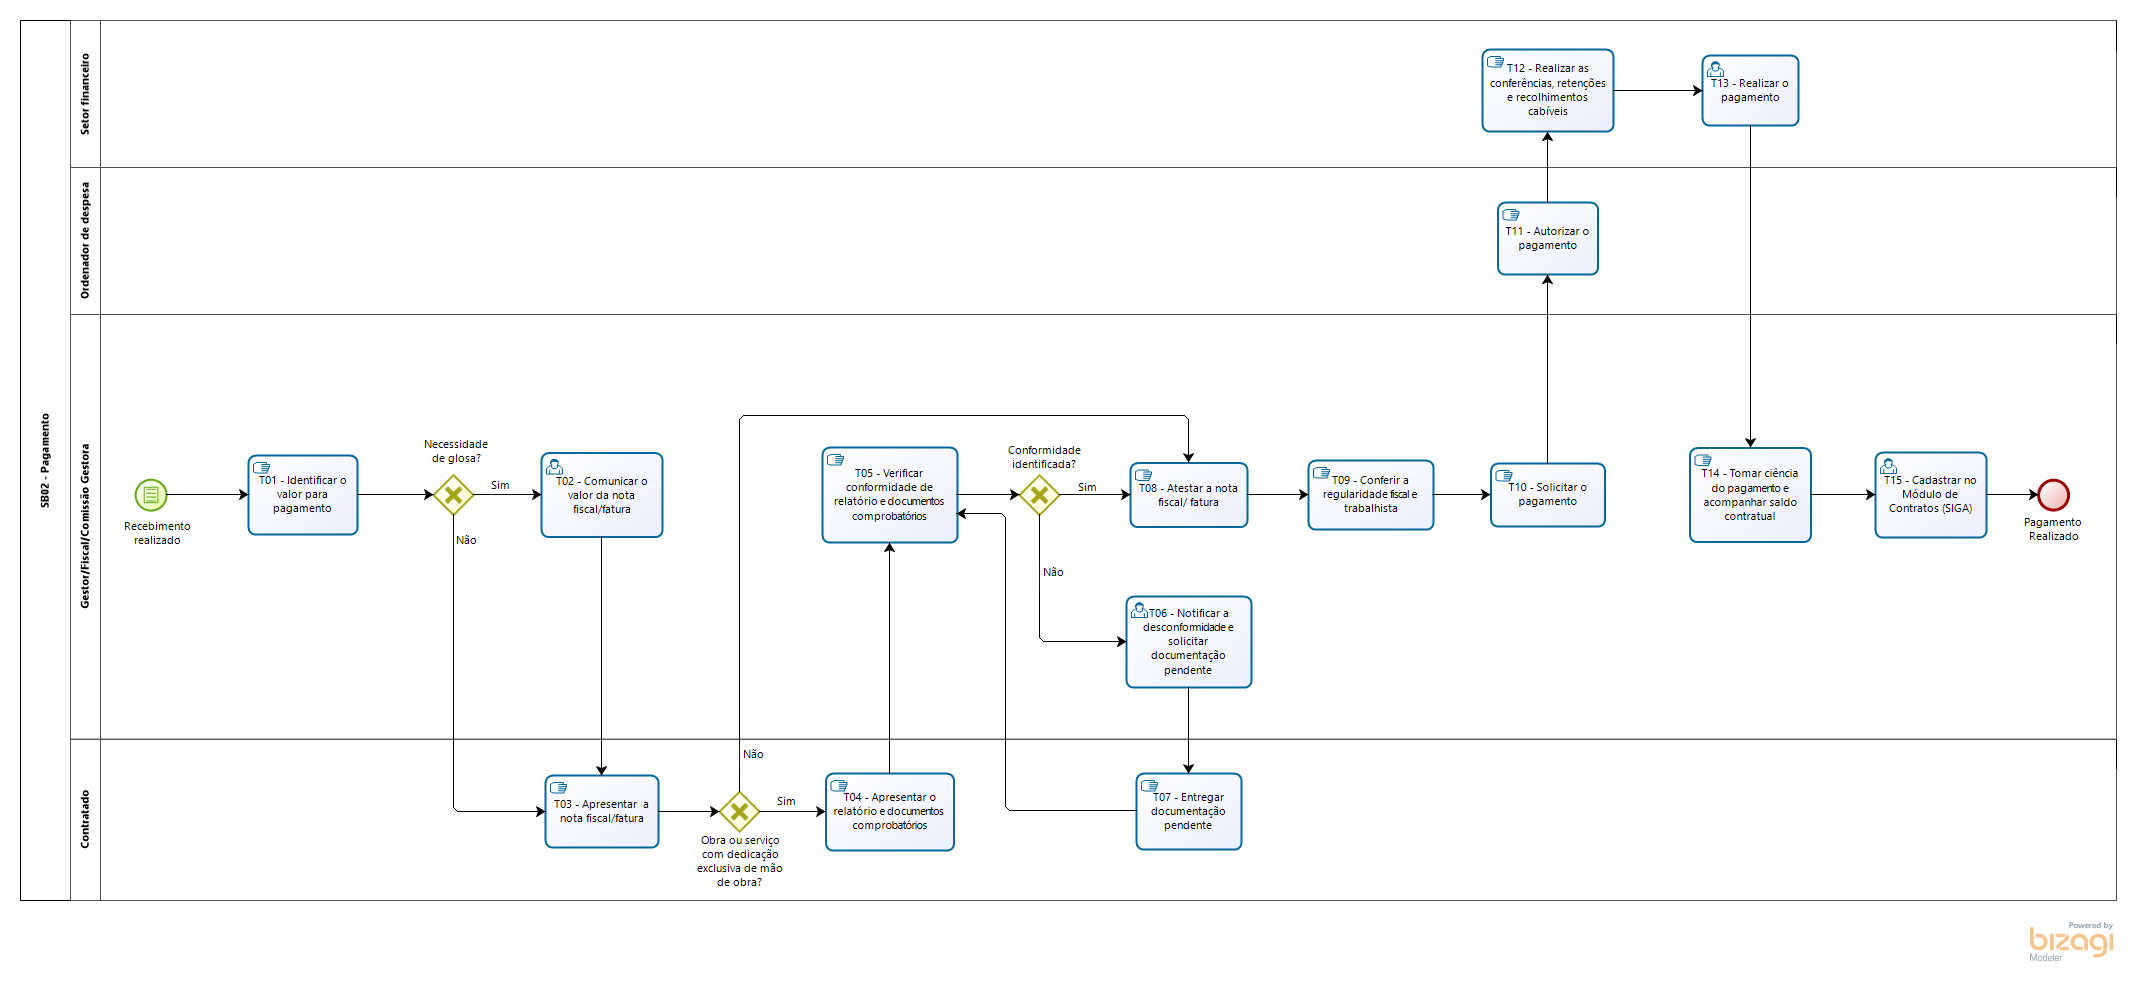 SB02 - Pagamento
Setor financeiro
T12 - Realizar as
conferências, retenções
e recolhimentos
cabíveis
T13 - Realizar o
pagamento
Ordenador de despesa
T11 - Autorizar o
pagamento
Gestor/Fiscal/Comissão Gestora
Recebimento
realizado
T01 - Identificar o
valor para
pagamento
Necessidade
de glosa?
Sim
Não
T02 - Comunicar o
valor da nota
fiscal/fatura
T05 - Verificar
conformidade de
relatório e documentos
comprobatórios
Conformidade
identificada?
Sim
Não
T08 - Atestar a nota
fiscal/ fatura
T09 - Conferir a
regularidade fiscal e
trabalhista
T10 - Solicitar o
pagamento
T14 - Tomar ciência
do pagamento e
acompanhar saldo
contratual
T15 - Cadastrar no
Módulo de
Contratos (SIGA)
Pagamento
Realizado
T06 - Notificar a
desconformidade e
solicitar
documentação
pendente
Contratado
T03 - Apresentar a
nota fiscal/fatura
Não
Sim
Obra ou serviço
com dedicação
exclusiva de mão
de obra?
T04 - Apresentar o
relatório e documentos
comprobatórios
T07 - Entregar
documentação
pendente
Powered by
bizagi
Modeler